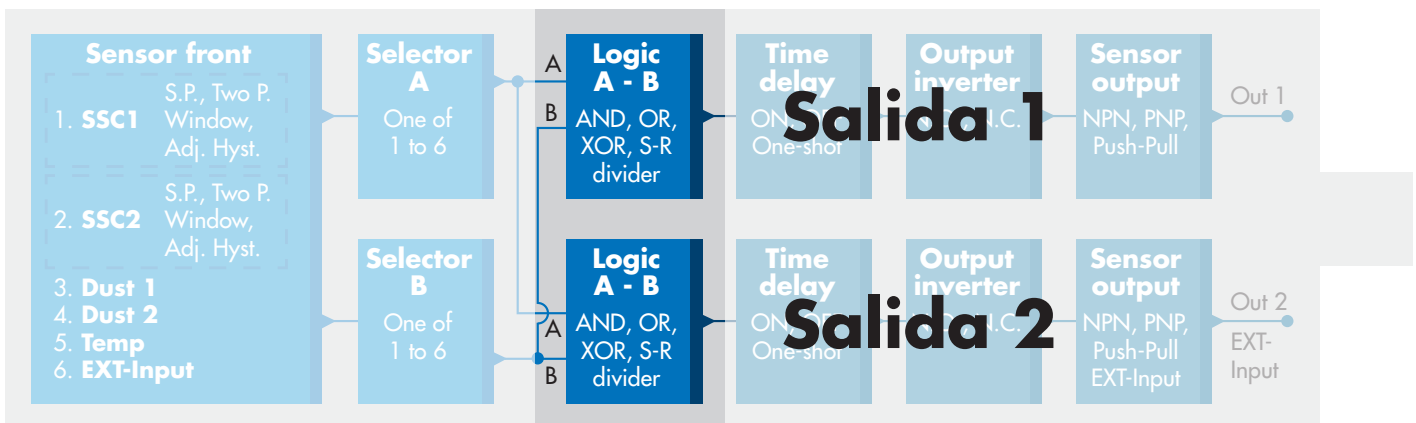 Sensor front
1. SSC1
S.P., Two P.
Window,
Adj. Hyst.
2. SSC2
S.P., Two P.
Window,
Adj. Hyst.
3. Dust 1
4. Dust 2
5. Temp
6. EXT-Input
Selector
A
One of
1 to 6
Selector
B
One of
1 to 6
A
B
Logic
A - B
AND, OR,
XOR, S-R
divider
Time
delay
One-shot
Output
inverter
Sensor
output
NPN, PNP,
Push-Pull
Out 1
Salida 1
A
B
Logic
A - B
AND, OR,
XOR, S-R
divider
Time
delay
One-shot
Output
inverter
Sensor
output
NPN, PNP,
Push-Pull
EXT-Input
Out 2
EXT-
Input
Salida 2